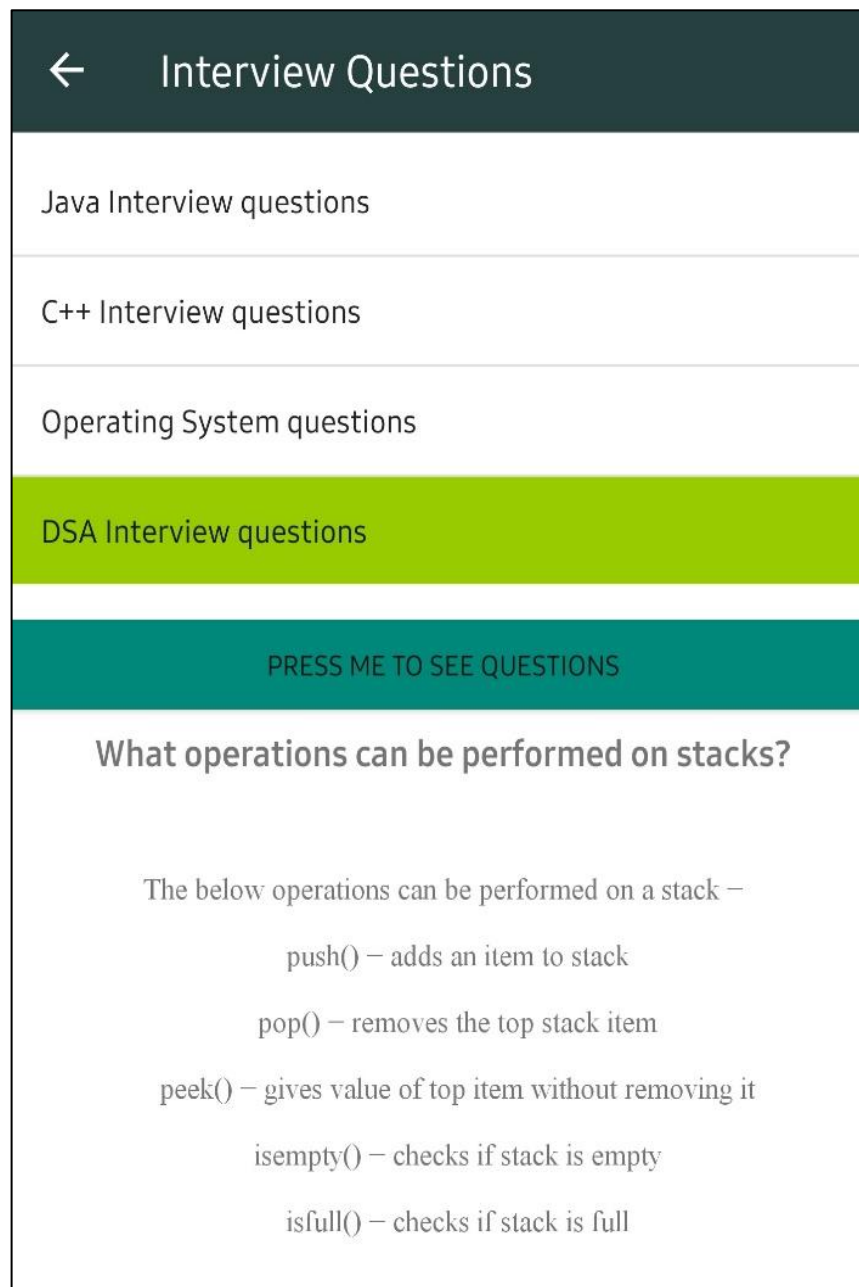 Interview Questions
Java Interview questions
C++ Interview questions
Operating System questions
DSA Interview questions
PRESS ME TO SEE QUESTIONS
What operations can be performed on stacks?
The below operations can be performed on a stack −
push() − adds an item to stack
pop() − removes the top stack item
peek() − gives value of top item without removing it
isempty() − checks if stack is empty
isfull() − checks if stack is full